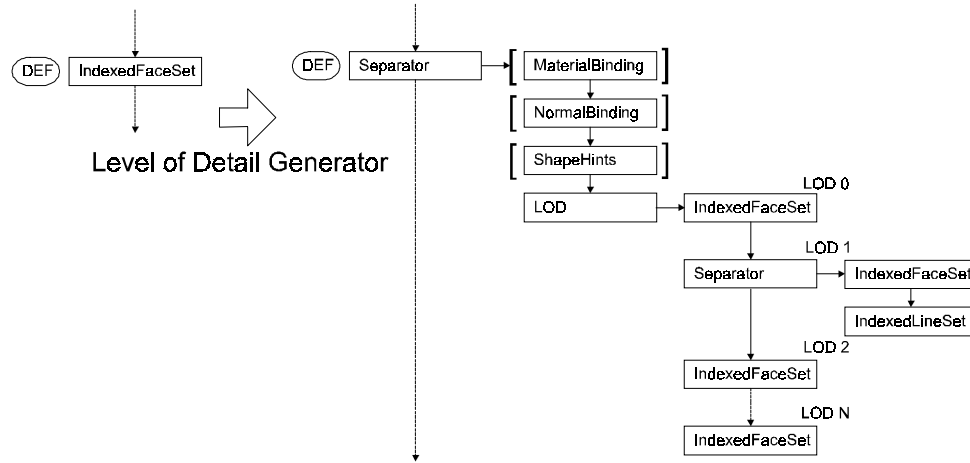 DEF
IndexedFaceSet
Level of Detail Generator
DEF
Separator
[ MaterialBinding ]
[ NormalBinding ]
[ ShapeHints ]
LOD
LOD 0
IndexedFaceSet
LOD 1
Separator
IndexedFaceSet
IndexedLineSet
LOD 2
IndexedFaceSet
LOD N
IndexedFaceSet